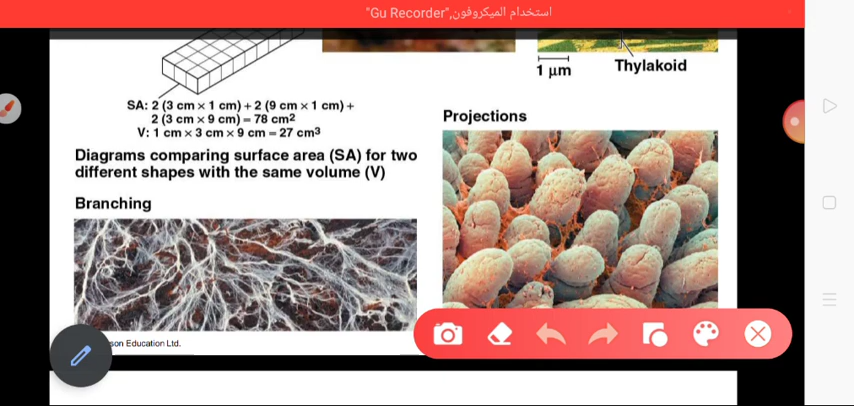 استخدام الميكروفون,"Gu Recorder"
1 µm
Thylakoid
SA: 2 (3 cm × 1 cm) + 2 (9 cm × 1 cm) +
2 (3 cm × 9 cm) = 78 cm²
V: 1 cm × 3 cm × 9 cm = 27 cm³
Projections
Diagrams comparing surface area (SA) for two
different shapes with the same volume (V)
Branching
Education Ltd.